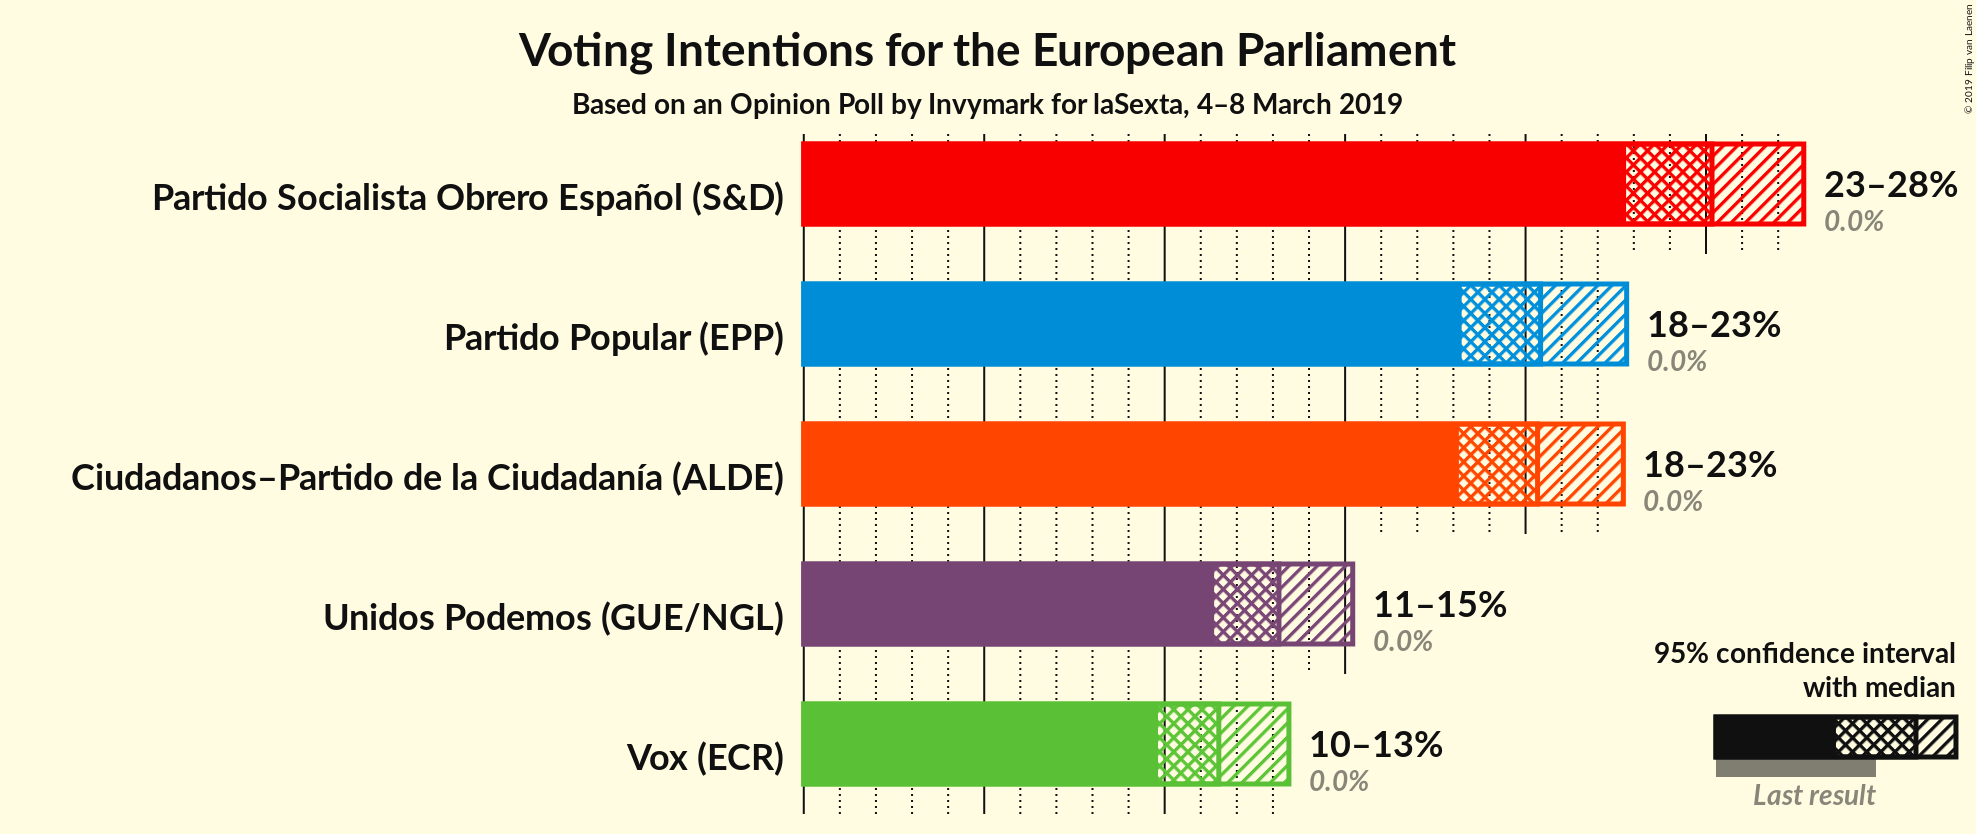 Voting Intentions for the European Parliament
Based on an Opinion Poll by Invymark for laSexta, 4–8 March 2019
© 2019 Filip van Laenen
Partido Socialista Obrero Español (S&D)
23–28%
0.0%
Partido Popular (EPP)
18–23%
0.0%
Ciudadanos–Partido de la Ciudadanía (ALDE)
18–23%
0.0%
Unidos Podemos (GUE/NGL)
11–15%
0.0%
Vox (ECR)
10–13%
0.0%
95% confidence interval
with median
Last result